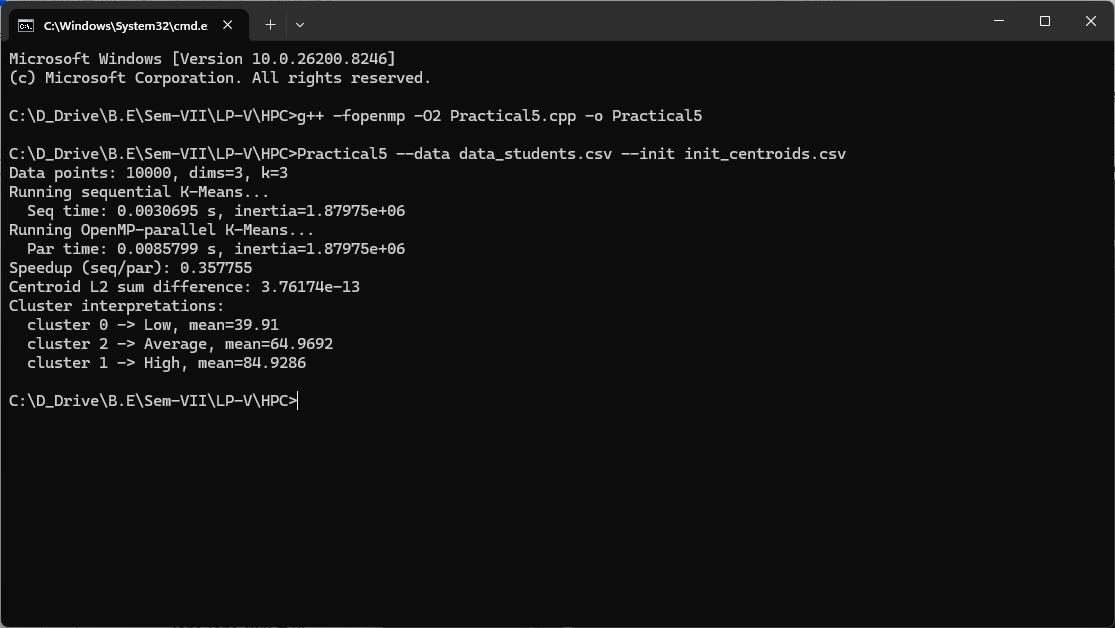 C:\Windows\System32\cmd.e
Microsoft Windows [Version 10.0.26200.8246]
(c) Microsoft Corporation. All rights reserved.
C:\D_Drive\B.E\Sem-VII\LP-V\HPC>g++ -fopenmp -O2 Practical5.cpp -o Practical5
C:\D_Drive\B.E\Sem-VII\LP-V\HPC>Practical5 --data data_students.csv --init init_centroids.csv
Data points: 10000, dims=3, k=3
Running sequential K-Means...
  Seq time: 0.0030695 s, inertia=1.87975e+06
Running OpenMP-parallel K-Means...
  Par time: 0.0085799 s, inertia=1.87975e+06
Speedup (seq/par): 0.357755
Centroid L2 sum difference: 3.76174e-13
Cluster interpretations:
  cluster 0 -> Low, mean=39.91
  cluster 2 -> Average, mean=64.9692
  cluster 1 -> High, mean=84.9286
C:\D_Drive\B.E\Sem-VII\LP-V\HPC>